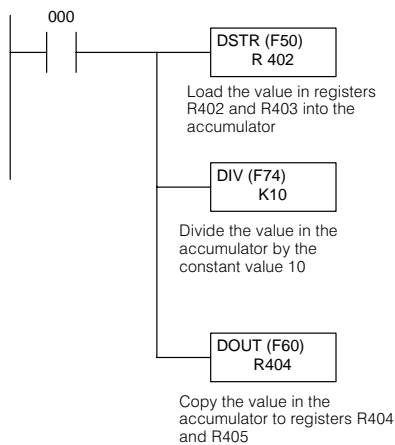 000
DSTR (F50)
R 402
Load the value in registers
R402 and R403 into the
accumulator
DIV (F74)
K10
Divide the value in the
accumulator by the
constant value 10
DOUT (F60)
R404
Copy the value in the
accumulator to registers R404
and R405